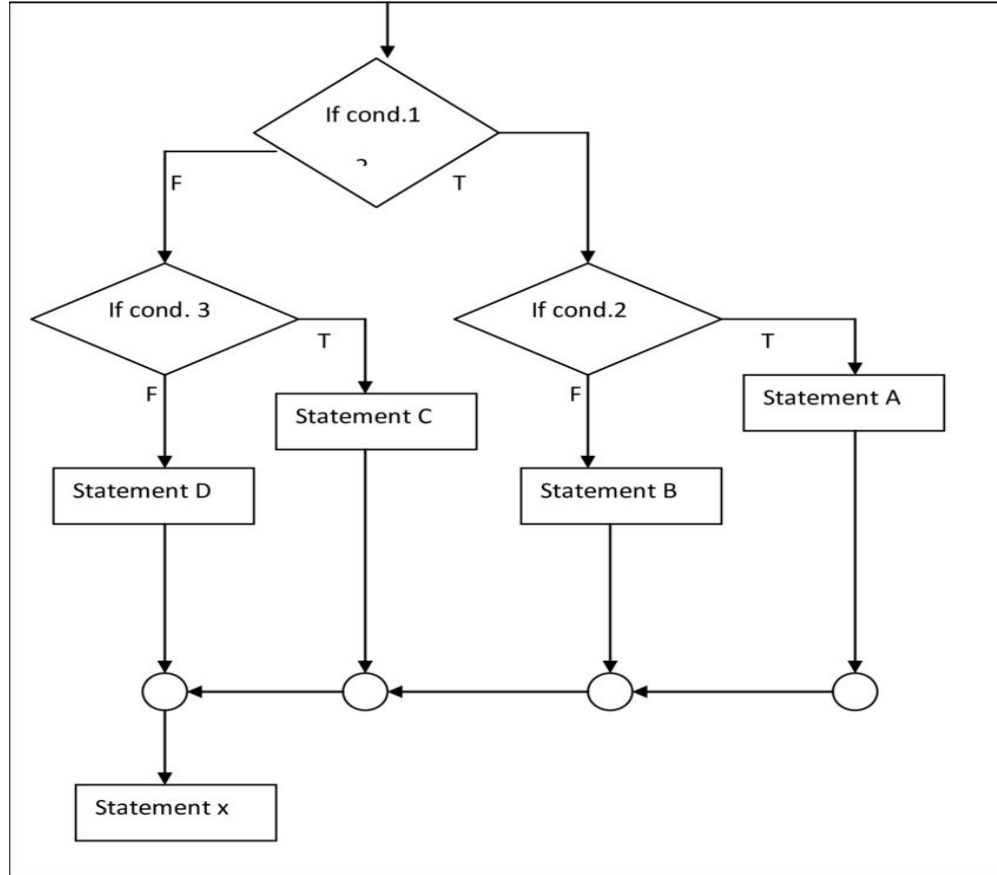 If cond.1
F
T
If cond. 3
If cond.2
T
T
F
F
Statement A
Statement C
Statement D
Statement B
Statement x